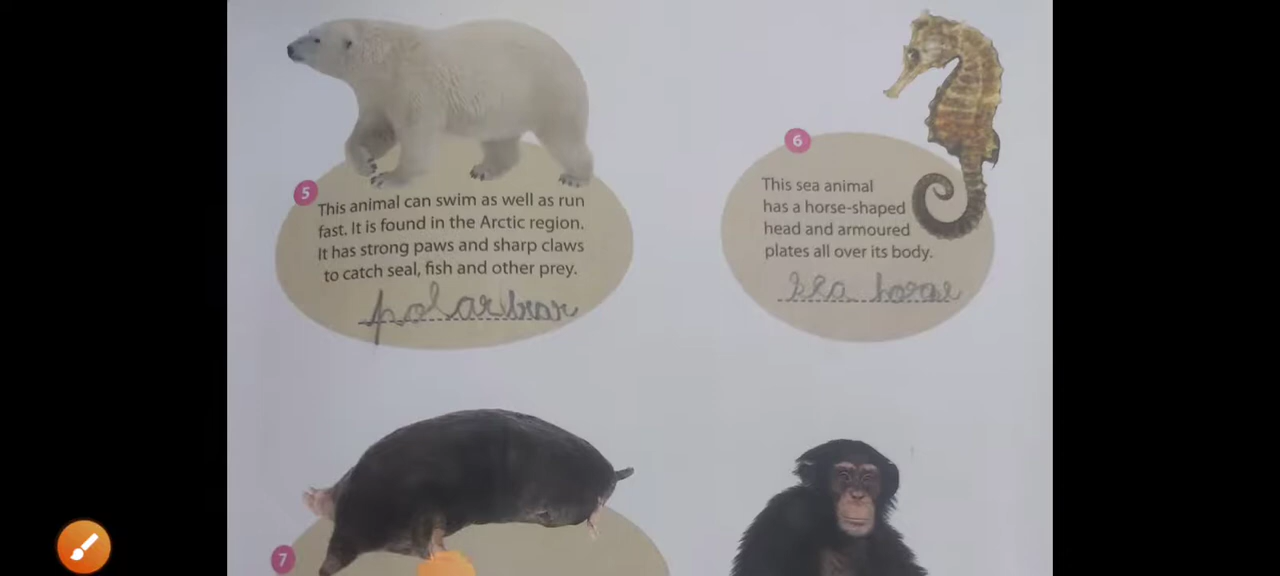 5
This animal can swim as well as run
fast. It is found in the Arctic region.
It has strong paws and sharp claws
to catch seal, fish and other prey.
polar bear
6
This sea animal
has a horse-shaped
head and armoured
plates all over its body.
sea horse
7